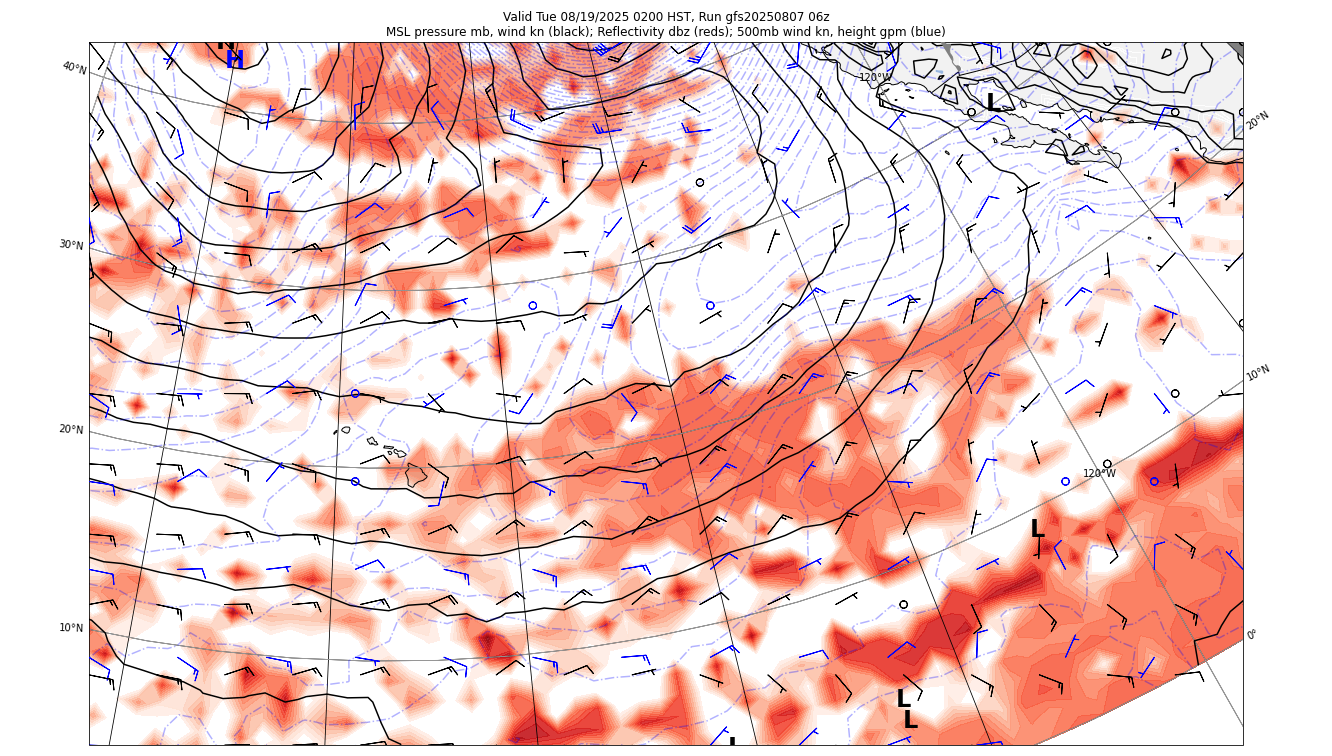 Valid Tue 08/19/2025 0200 HST, Run gfs20250807 06z
MSL pressure mb, wind kn (black); Reflectivity dbz (reds); 500mb wind kn, height gpm (blue)
H
H
40°N
120°W
L
20°N
30°N
10°N
20°N
120°W
L
10°N
0°
L
L
L